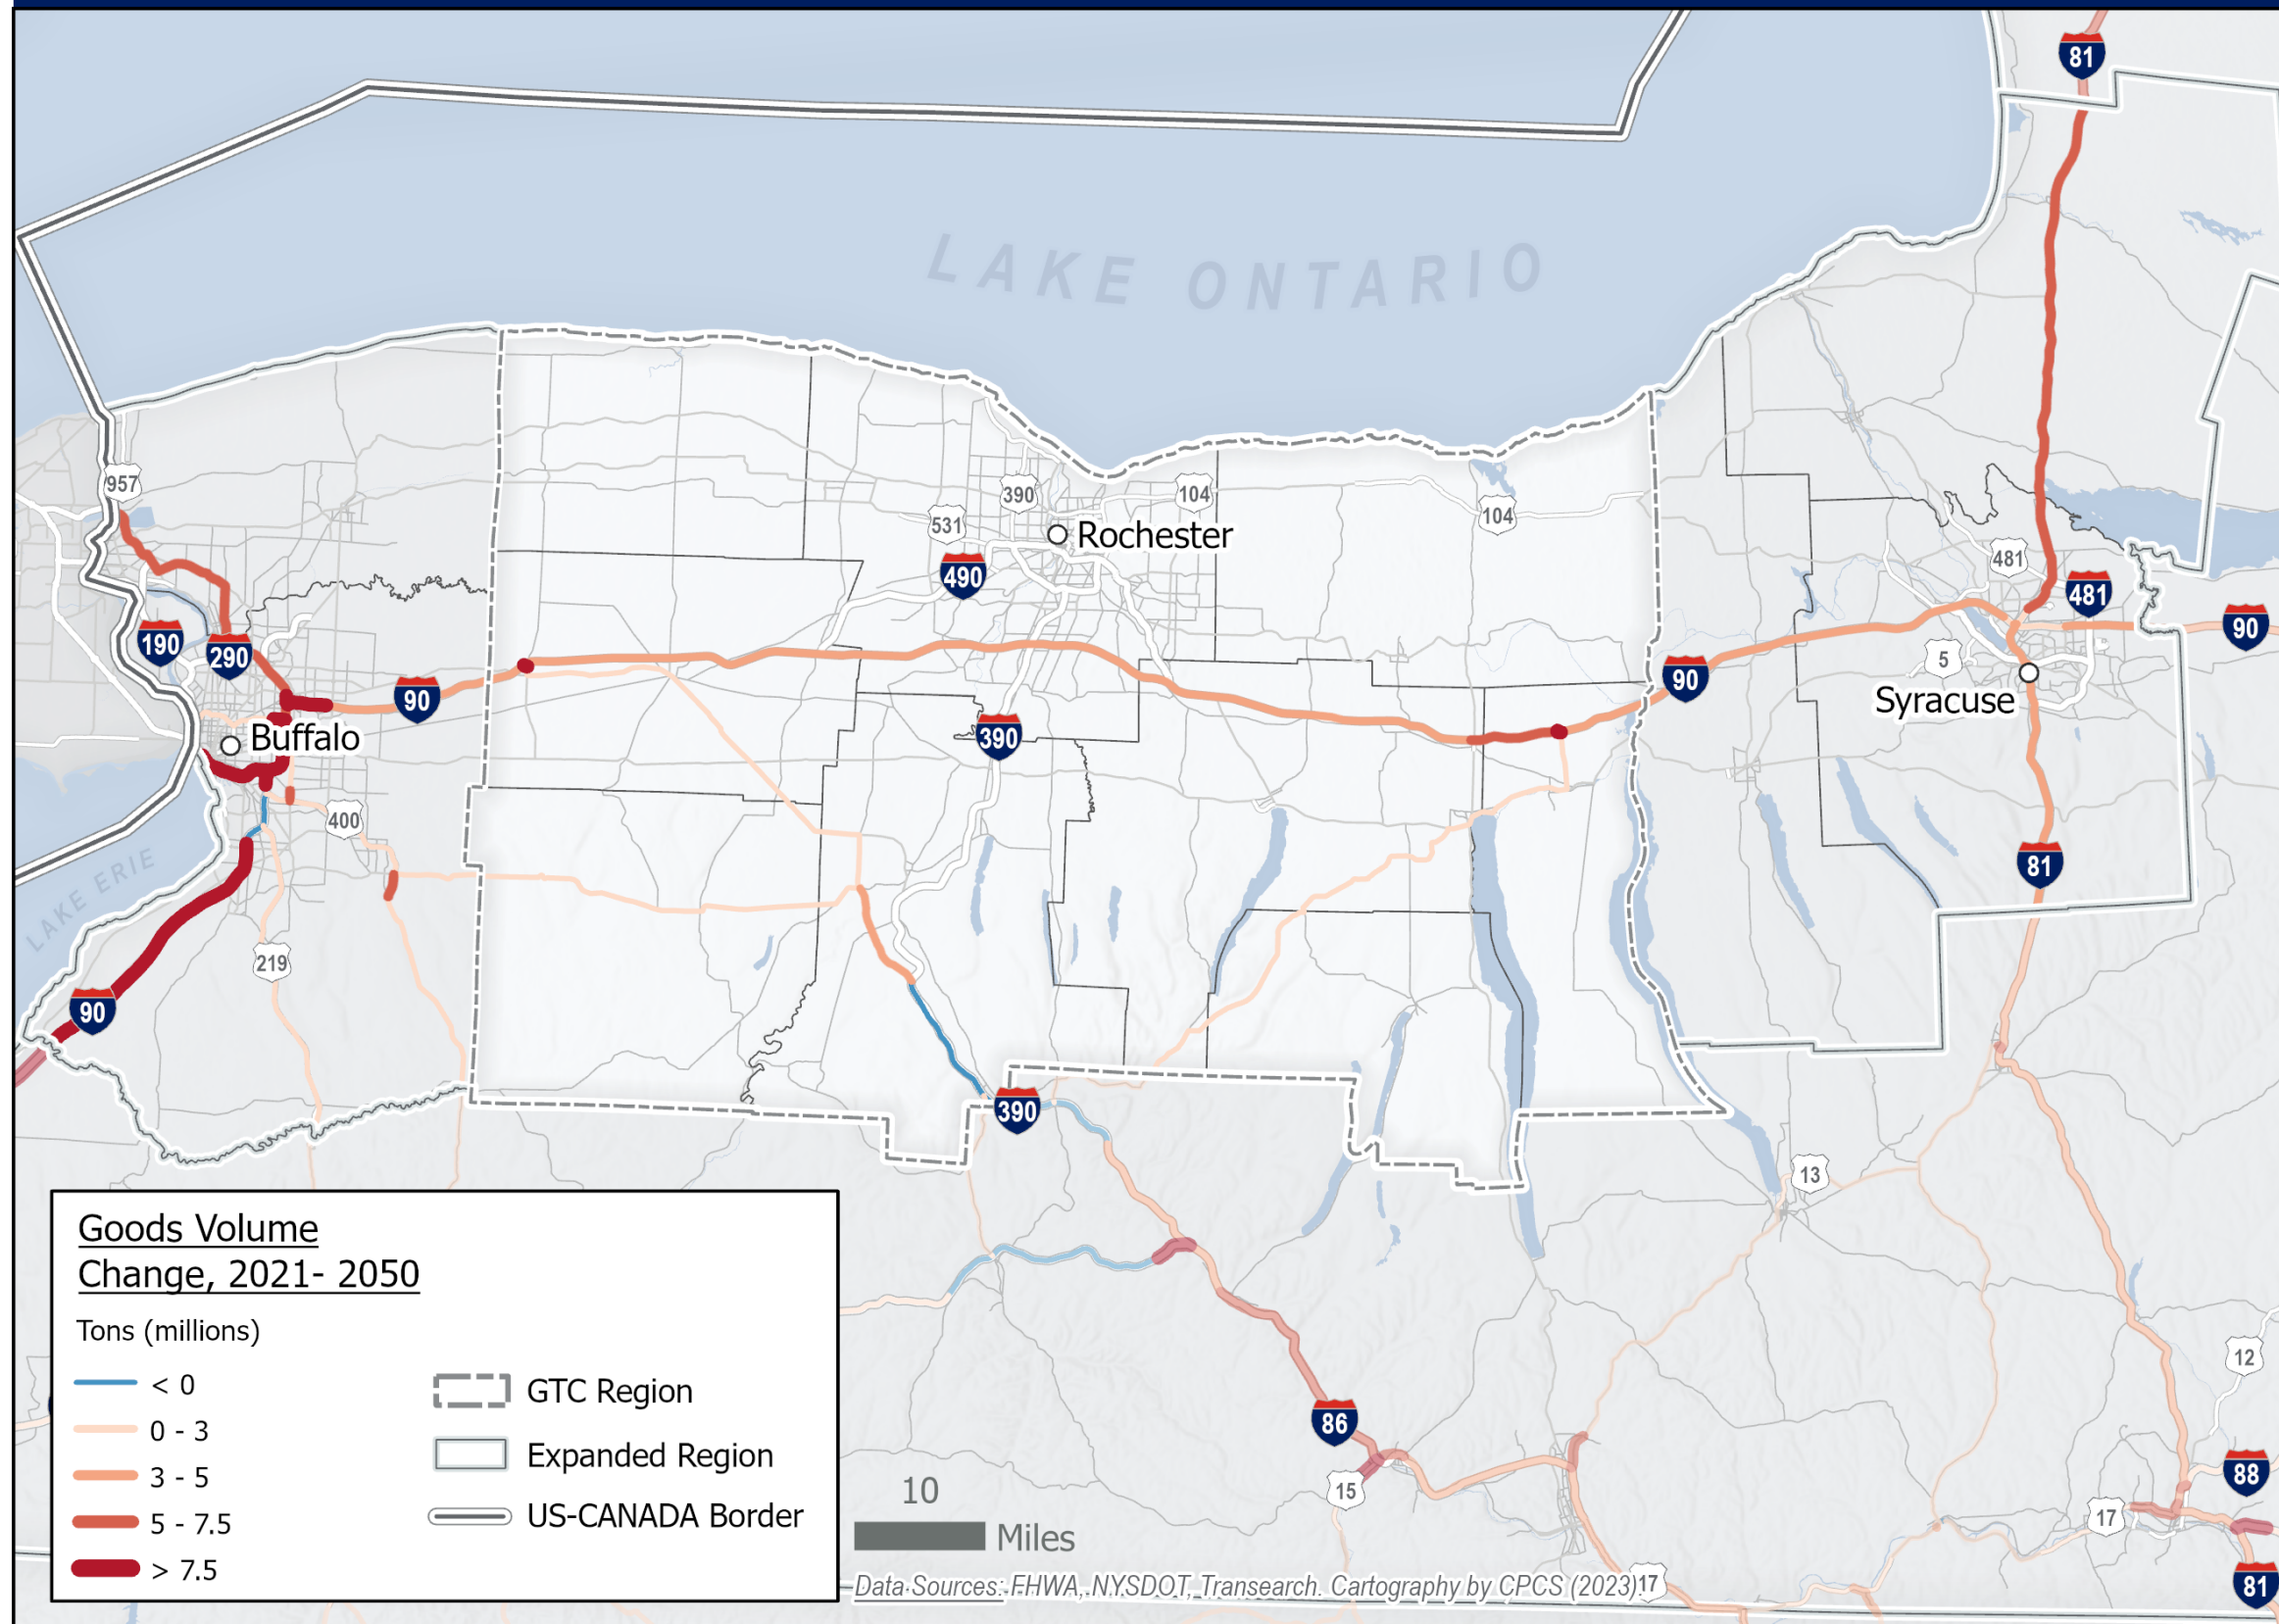 81
LAKE ONTARIO
957
390
104
531
104
Rochester
490
481
481
190
290
90
5
90
90
Syracuse
Buffalo
390
400
LAKE ERIE
81
219
90
390
13
Goods Volume
Change, 2021- 2050
Tons (millions)
< 0
0 - 3
3 - 5
5 - 7.5
> 7.5
GTC Region
Expanded Region
US-CANADA Border
12
86
88
15
17
10
Miles
Data Sources: FHWA, NYSDOT, Transearch. Cartography by CPCS (2023)
17
81